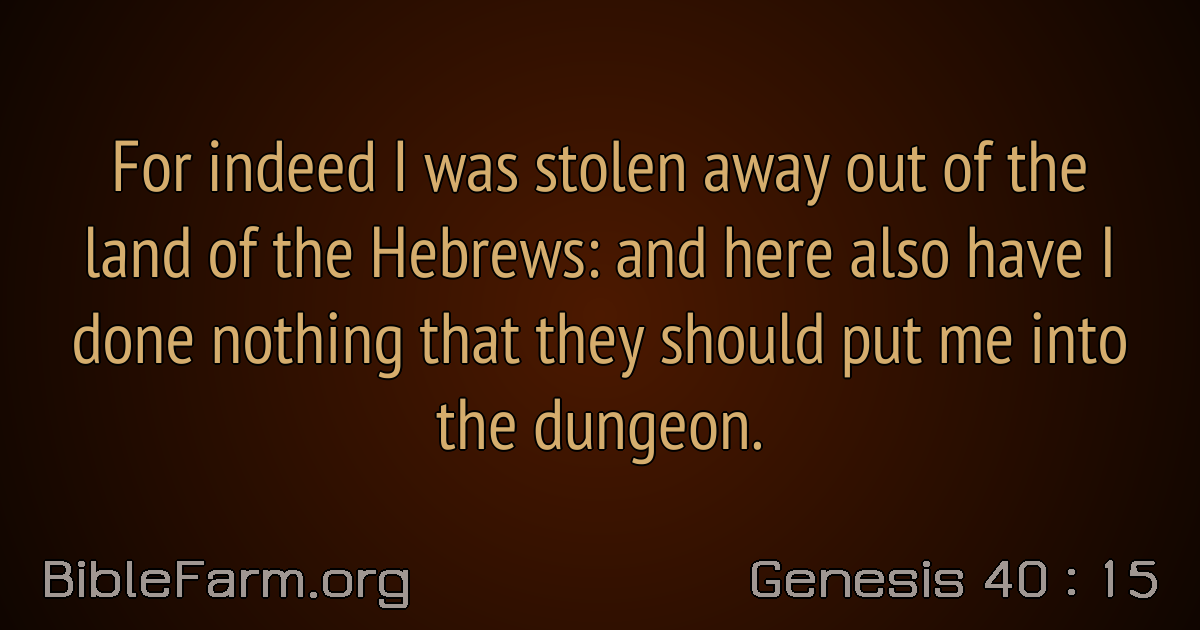 For indeed I was stolen away out of the
land of the Hebrews: and here also have I
done nothing that they should put me into
the dungeon.
BibleFarm.org
Genesis 40 : 15